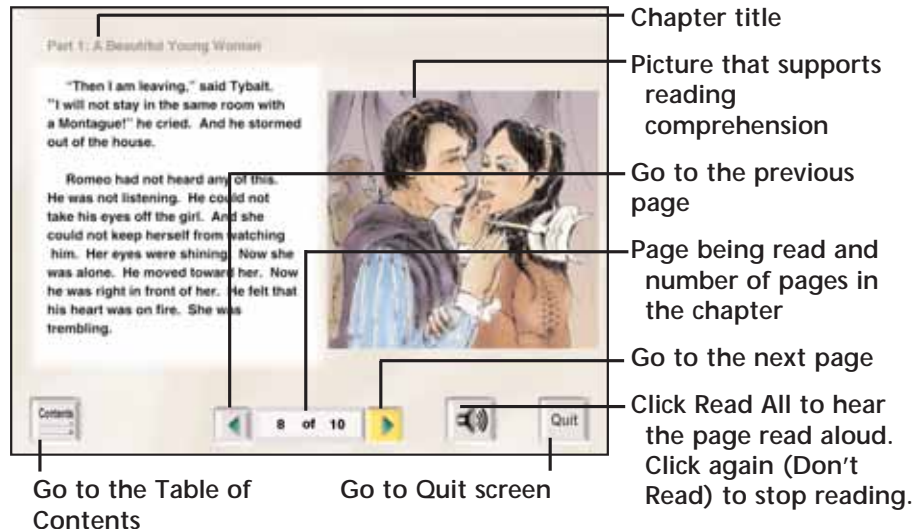 Part 1: A Beautiful Young Woman
"Then I am leaving," said Tybalt.
"I will not stay in the same room with
a Montague!" he cried. And he stormed
out of the house.
Romeo had not heard any of this.
He was not listening. He could not
take his eyes off the girl. And she
could not keep herself from watching
him. Her eyes were shining. Now she
was alone. He moved toward her. Now
he was right in front of her. He felt that
his heart was on fire. She was
trembling.
Contents
8 of 10
Quit
Chapter title
Picture that supports
reading
comprehension
Go to the previous
page
Page being read and
number of pages in
the chapter
Go to the next page
Click Read All to hear
the page read aloud.
Click again (Don't
Read) to stop reading.
Go to the Table of
Contents
Go to Quit screen